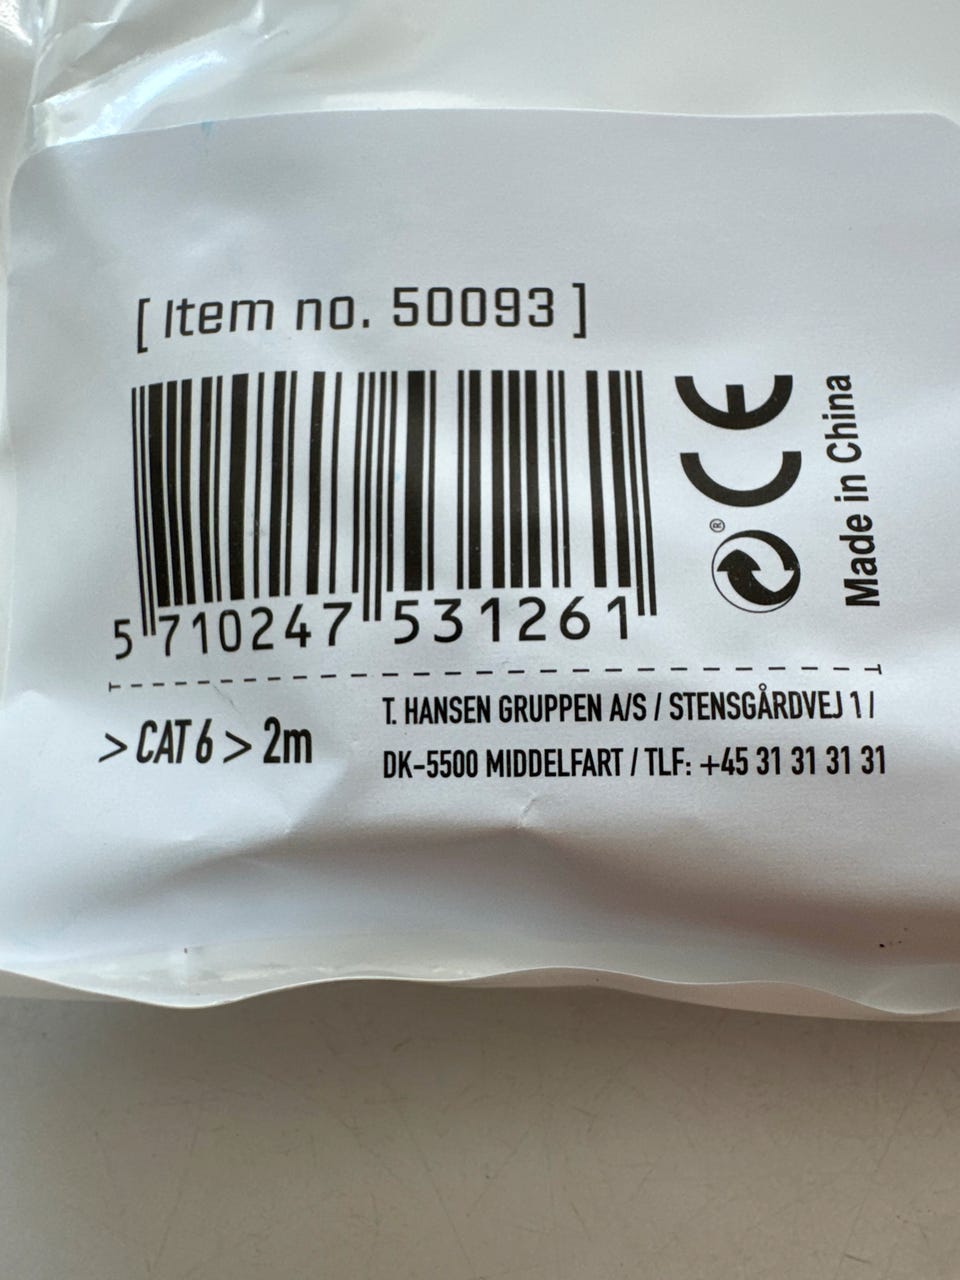 [ Item no. 50093 ]
5 710247 531261
CE
®
Made in China
> CAT 6 > 2m
T. HANSEN GRUPPEN A/S / STENSGÅRDVEJ 1 /
DK-5500 MIDDELFART / TLF: +45 31 31 31 31